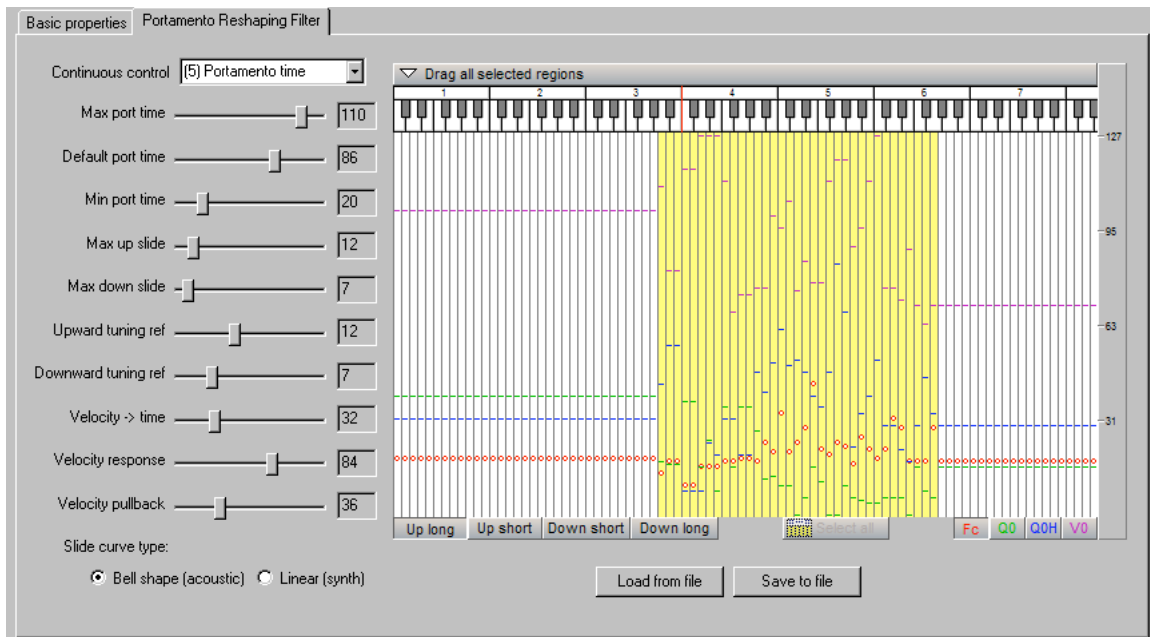 Basic properties
Portamento Reshaping Filter
Continuous control (5) Portamento time
Max port time 110
Default port time 86
Min port time 20
Max up slide 12
Max down slide 7
Upward tuning ref 12
Downward tuning ref 7
Velocity -> time 32
Velocity response 84
Velocity pullback 36
Slide curve type:
Bell shape (acoustic) Linear (synth)
Drag all selected regions
1 2 3 4 5 6 7
127
95
63
31
Up long Up short Down short Down long Select all Fc Q0 Q0H V0
Load from file Save to file